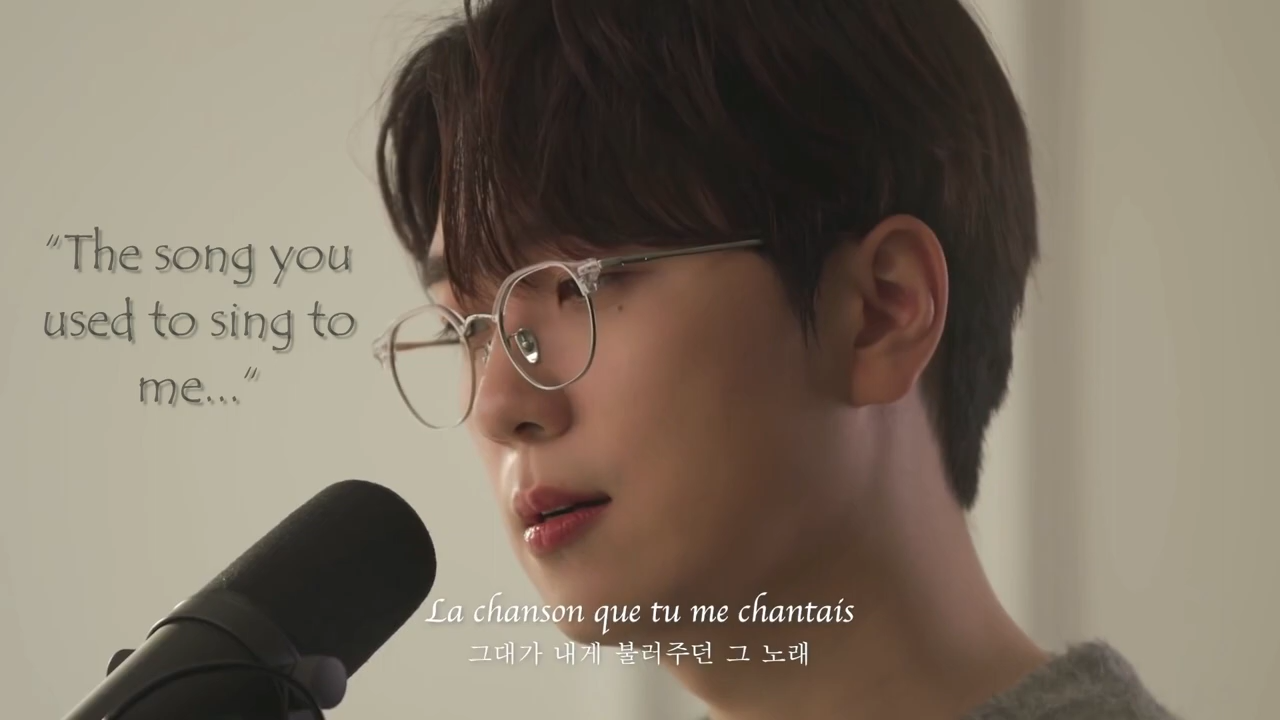 “The song you
used to sing to
me...”
La chanson que tu me chantais
그대가 내게 불러주던 그 노래